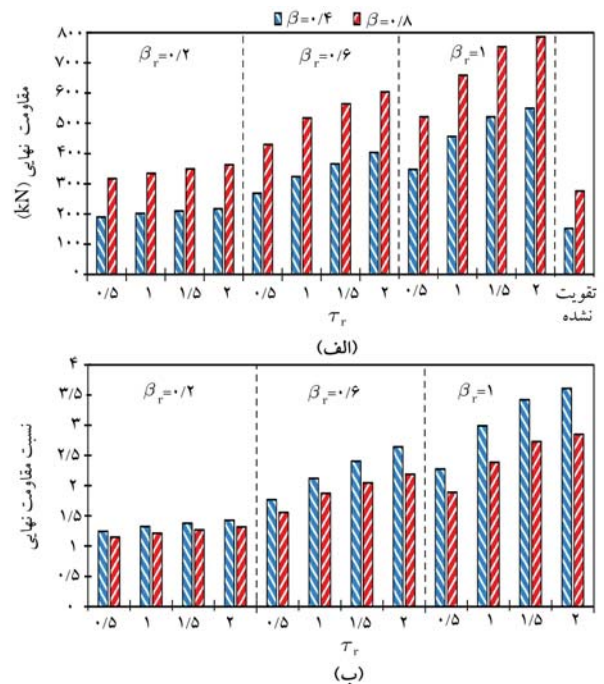 β=۰/۴ β=۰/۸
β_r=۰/۲ β_r=۰/۶ β_r=۱
مقاومت نهایی (kN)
۸۰۰
۷۰۰
۶۰۰
۵۰۰
۴۰۰
۳۰۰
۲۰۰
۱۰۰
۰
۰/۵ ۱ ۱/۵ ۲ ۰/۵ ۱ ۱/۵ ۲ ۰/۵ ۱ ۱/۵ ۲ تقویت
نشده
τ_r
(الف)
β_r=۰/۲ β_r=۰/۶ β_r=۱
نسبت مقاومت نهایی
۴
۳/۵
۳
۲/۵
۲
۱/۵
۱
۰/۵
۰
۰/۵ ۱ ۱/۵ ۲ ۰/۵ ۱ ۱/۵ ۲ ۰/۵ ۱ ۱/۵ ۲
τ_r
(ب)